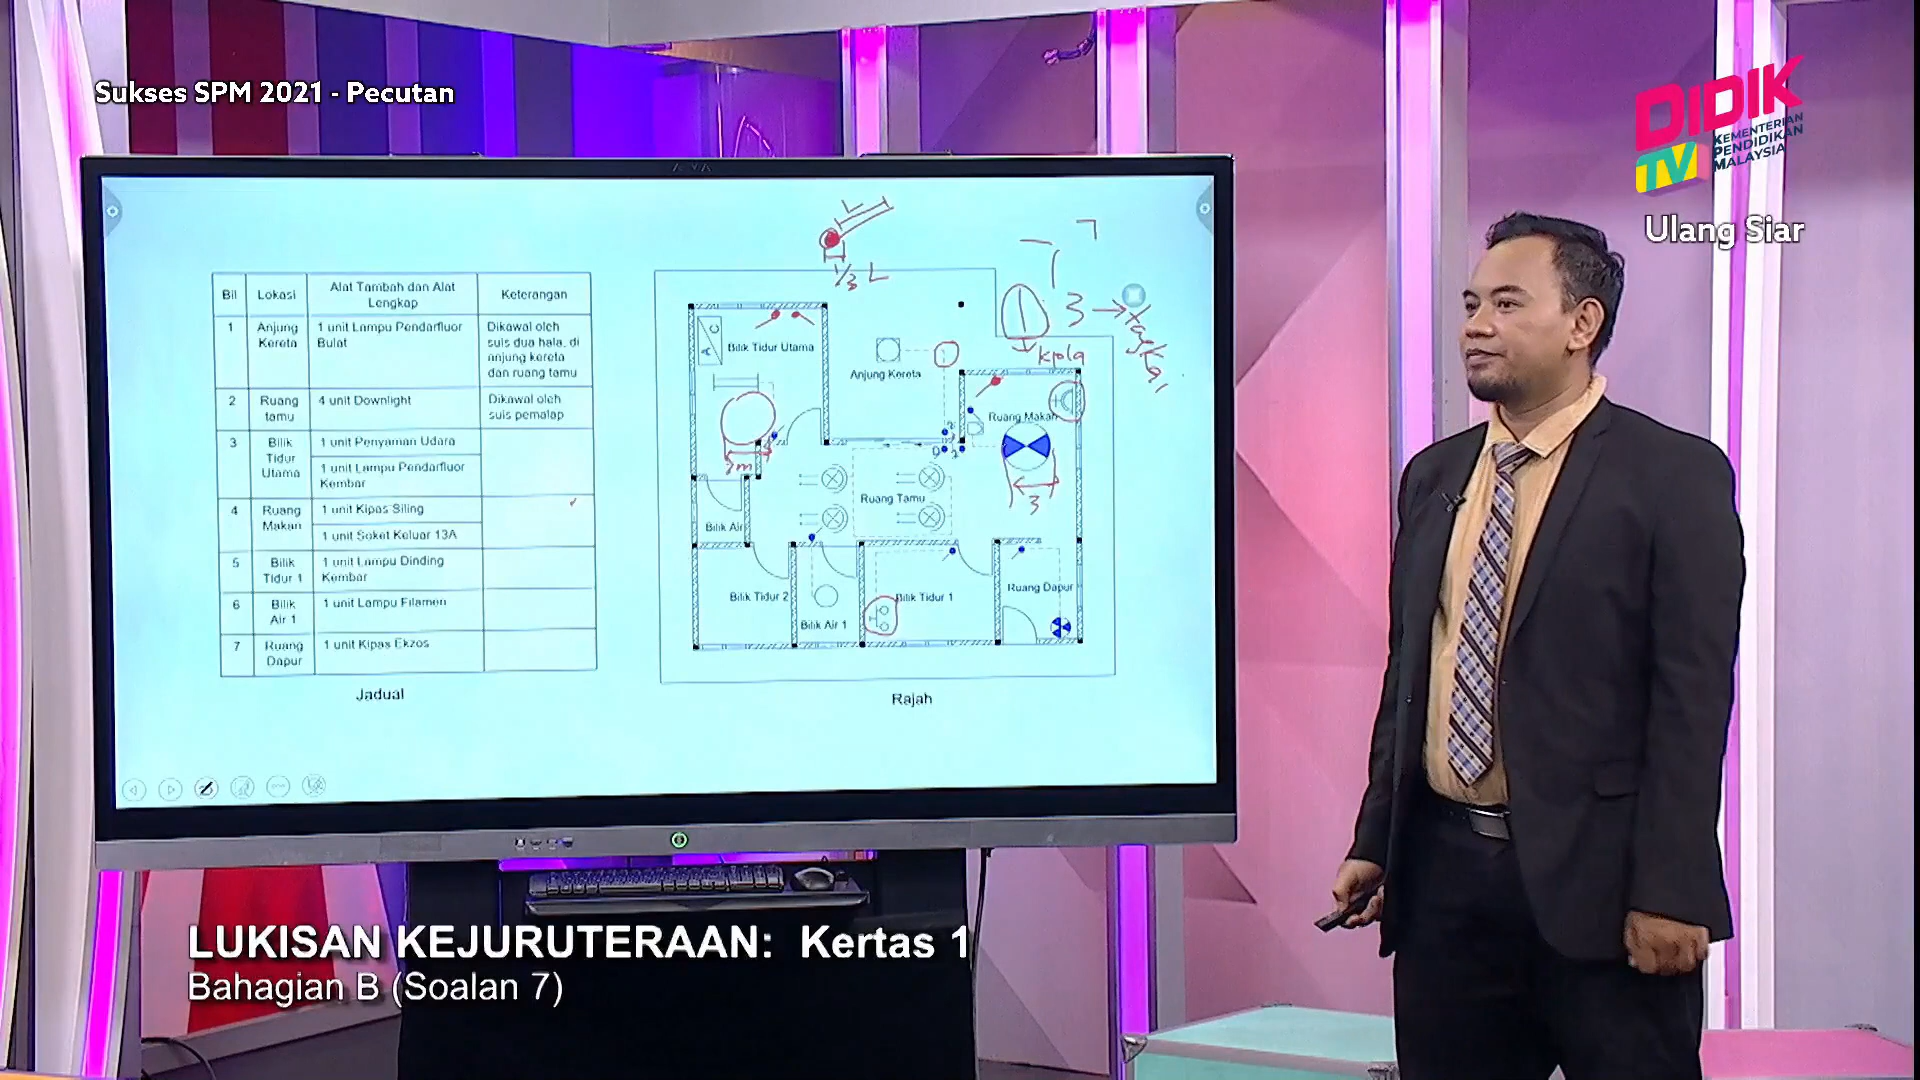 Sukses SPM 2021 - Pecutan
DIDIK
TV
KEMENTERIAN
PENDIDIKAN
MALAYSIA
Ulang Siar
Bil
Lokasi
Alat Tambah dan Alat
Lengkap
Keterangan
1
Anjung
Kereta
1 unit Lampu Pendarfluor
Bulat
Dikawal oleh
suis dua hala, di
anjung kereta
dan ruang tamu
2
Ruang
tamu
4 unit Downlight
Dikawal oleh
suis pemalap
3
Bilik
Tidur
Utama
1 unit Penyaman Udara
1 unit Lampu Pendarfluor
Kembar
4
Ruang
Makan
1 unit Kipas Siling
1 unit Soket Keluar 13A
5
Bilik
Tidur 1
1 unit Lampu Dinding
Kembar
6
Bilik
Air 1
1 unit Lampu Filamen
7
Ruang
Dapur
1 unit Kipas Ekzos
Jadual
L
1/3 L
1
3
kpla
Bilik Tidur Utama
Anjung Kereta
Ruang Makan
3m
3
Ruang Tamu
Bilik Air
Bilik Tidur 2
Bilik Air 1
Bilik Tidur 1
Ruang Dapur
Rajah
LUKISAN KEJURUTERAAN: Kertas 1
Bahagian B (Soalan 7)